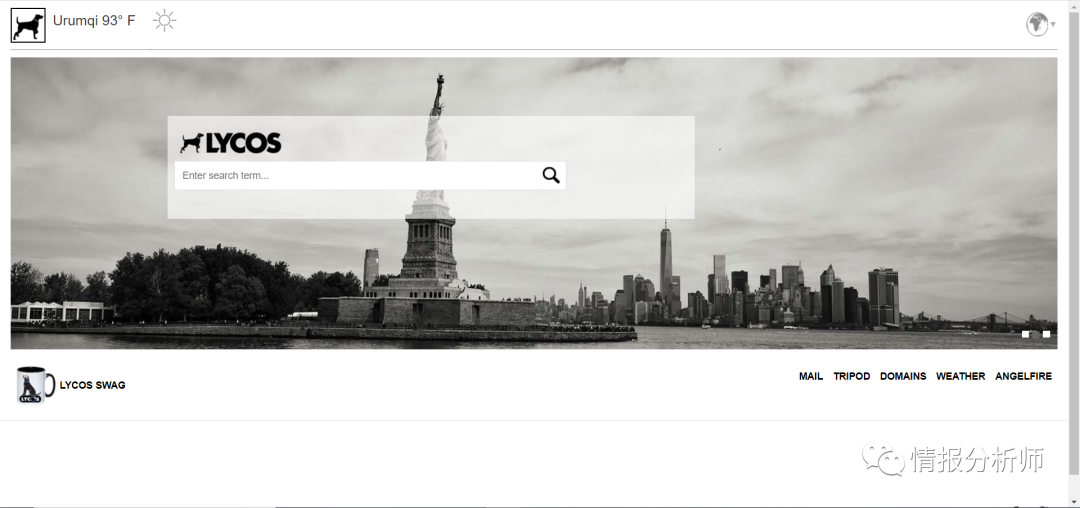 Urumqi 93° F
LYCOS
Enter search term...
LYCOS SWAG
MAIL TRIPOD DOMAINS WEATHER ANGELFIRE
情报分析师